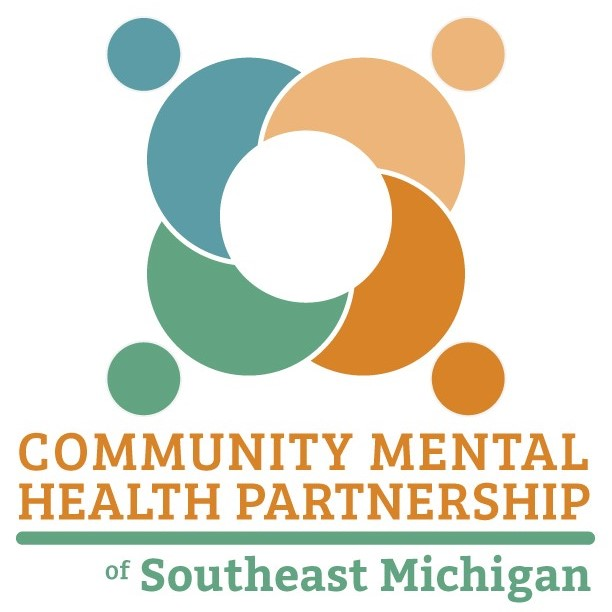 COMMUNITY MENTAL
HEALTH PARTNERSHIP
of Southeast Michigan